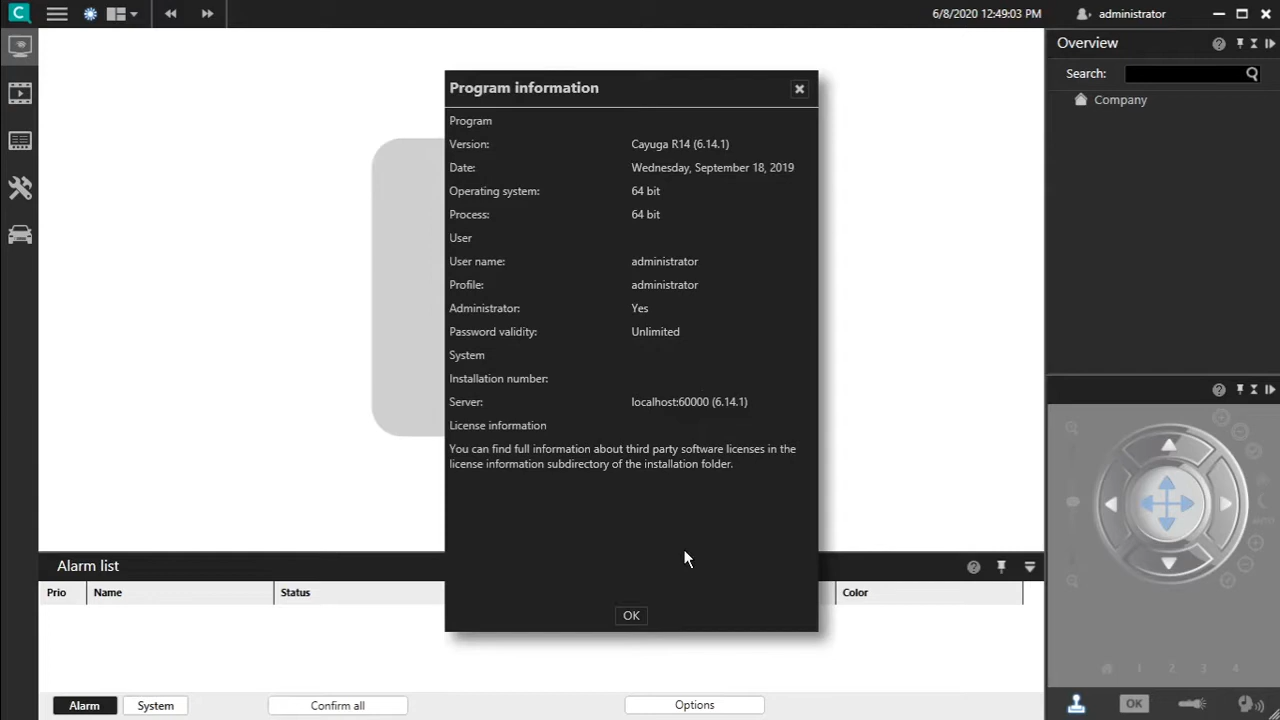 6/8/2020 12:49:03 PM
administrator
Overview
Search:
Company
Program information
Program
Version: Cayuga R14 (6.14.1)
Date: Wednesday, September 18, 2019
Operating system: 64 bit
Process: 64 bit
User
User name: administrator
Profile: administrator
Administrator: Yes
Password validity: Unlimited
System
Installation number:
Server: localhost:60000 (6.14.1)
License information
You can find full information about third party software licenses in the
license information subdirectory of the installation folder.
OK
Alarm list
Prio Name Status Color
Alarm System Confirm all Options
1 2 3 4
OK